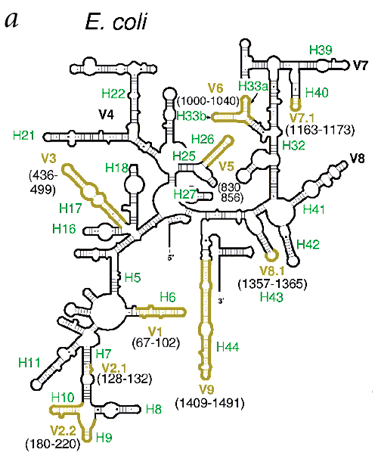 a E. coli
H39
V6 H33a V7
(1000-1040) H40
H22
V4 H33b V7.1
(1163-1173)
H21 H26
H32
V3 H18 H25 V5 V8
(436-
499)
(830
856)
H17 H27
H16 H41
5'
H42
H5 V8.1
(1357-1365)
H43
H6 3'
V1
(67-102)
H44
H7
H11 V2.1
(128-132)
V9
H10 H8 (1409-1491)
V2.2
(180-220) H9